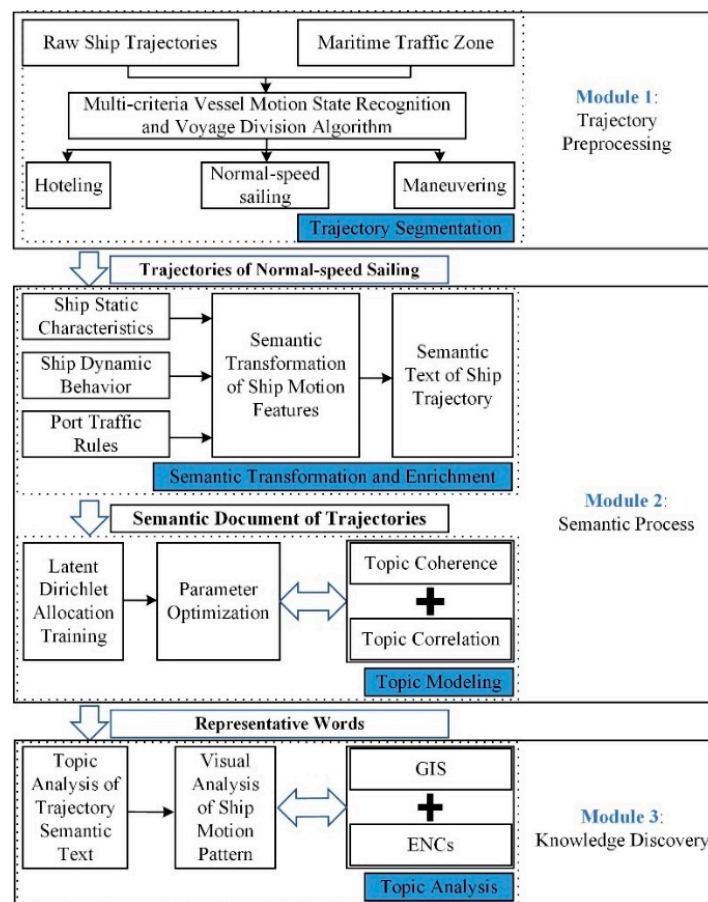 Raw Ship Trajectories
Maritime Traffic Zone
Multi-criteria Vessel Motion State Recognition
and Voyage Division Algorithm
Hoteling
Normal-speed
sailing
Maneuvering
Trajectory Segmentation
Module 1:
Trajectory
Preprocessing
Trajectories of Normal-speed Sailing
Ship Static
Characteristics
Ship Dynamic
Behavior
Port Traffic
Rules
Semantic
Transformation
of Ship Motion
Features
Semantic
Text of Ship
Trajectory
Semantic Transformation and Enrichment
Semantic Document of Trajectories
Latent
Dirichlet
Allocation
Training
Parameter
Optimization
Topic Coherence
Topic Correlation
Topic Modeling
Module 2:
Semantic Process
Representative Words
Topic
Analysis of
Trajectory
Semantic
Text
Visual
Analysis
of Ship
Motion
Pattern
GIS
ENCs
Topic Analysis
Module 3:
Knowledge Discovery